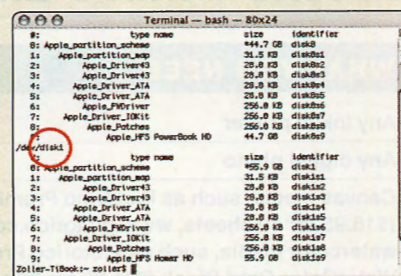 Terminal — bash — 80x24
#: type name size identifier
0: Apple_partition_scheme *44.7 GB disk0
1: Apple_partition_map 31.5 KB disk0s1
2: Apple_Driver43 28.0 KB disk0s2
3: Apple_Driver43 28.0 KB disk0s3
4: Apple_Driver_ATA 28.0 KB disk0s4
5: Apple_Driver_ATA 28.0 KB disk0s5
6: Apple_FWDriver 256.0 KB disk0s6
7: Apple_Driver_IOKit 256.0 KB disk0s7
8: Apple_Patches 256.0 KB disk0s8
9: Apple_HFS PowerBook HD 44.7 GB disk0s9
/dev/disk1
#: type name size identifier
0: Apple_partition_scheme *55.9 GB disk1
1: Apple_partition_map 31.5 KB disk1s1
2: Apple_Driver43 28.0 KB disk1s2
3: Apple_Driver43 28.0 KB disk1s3
4: Apple_Driver_ATA 28.0 KB disk1s4
5: Apple_Driver_ATA 28.0 KB disk1s5
6: Apple_FWDriver 256.0 KB disk1s6
7: Apple_Driver_IOKit 256.0 KB disk1s7
8: Apple_Patches 256.0 KB disk1s8
9: Apple_HFS Homer HD 55.9 GB disk1s9
Zoller-TiBook:~ zoller$